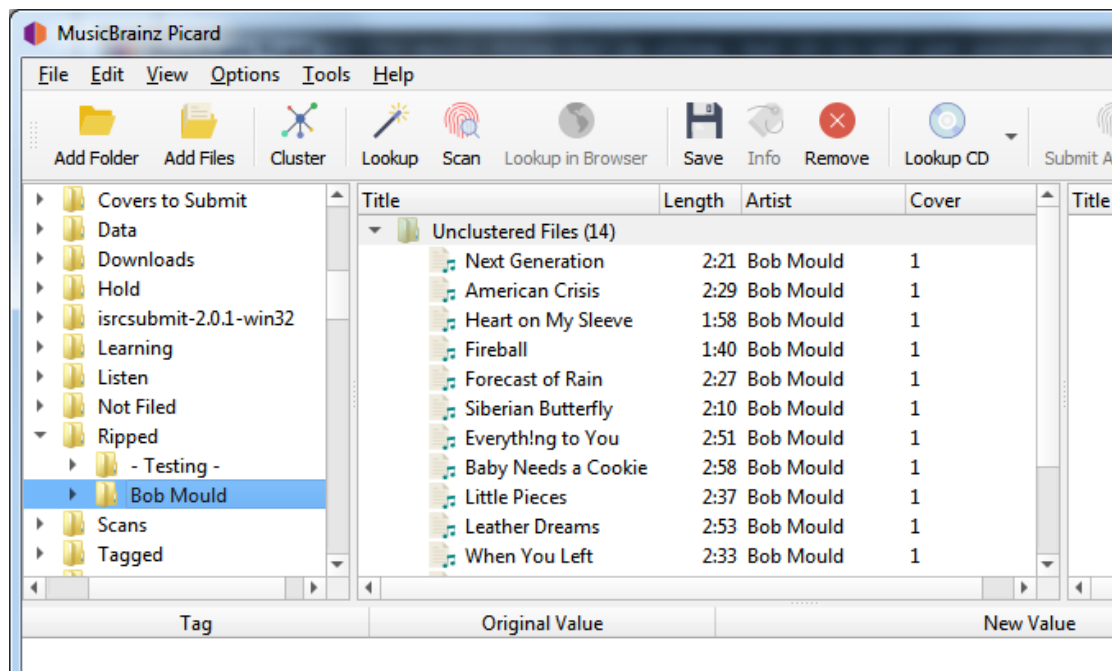 MusicBrainz Picard
File Edit View Options Tools Help
Add Folder Add Files Cluster Lookup Scan Lookup in Browser Save Info Remove Lookup CD Submit A
Covers to Submit
Data
Downloads
Hold
isrcsubmit-2.0.1-win32
Learning
Listen
Not Filed
Ripped
- Testing -
Bob Mould
Scans
Tagged
Title Length Artist Cover
Unclustered Files (14)
Next Generation 2:21 Bob Mould 1
American Crisis 2:29 Bob Mould 1
Heart on My Sleeve 1:58 Bob Mould 1
Fireball 1:40 Bob Mould 1
Forecast of Rain 2:27 Bob Mould 1
Siberian Butterfly 2:10 Bob Mould 1
Everyth!ng to You 2:51 Bob Mould 1
Baby Needs a Cookie 2:58 Bob Mould 1
Little Pieces 2:37 Bob Mould 1
Leather Dreams 2:53 Bob Mould 1
When You Left 2:33 Bob Mould 1
Title
Tag Original Value New Value